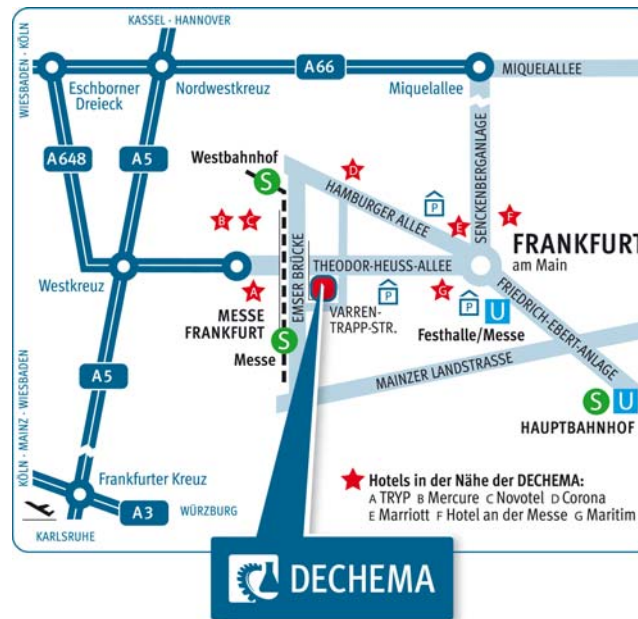 KASSEL - HANNOVER
WIESBADEN - KÖLN
A66
MIQUELALLEE
Eschborner
Dreieck
Nordwestkreuz
Miquelallee
A648
A5
Westbahnhof
S
D
P
HAMBURGER ALLEE
SENCKENBERGANLAGE
B
C
E
F
FRANKFURT
am Main
Westkreuz
EMSER BRÜCKE
THEODOR-HEUSS-ALLEE
A
G
P
P
U
MESSE
FRANKFURT
VARREN-
TRAPP-STR.
Festhalle/Messe
FRIEDRICH-EBERT-ANLAGE
S
Messe
MAINZER LANDSTRASSE
A5
KÖLN - MAINZ - WIESBADEN
S
U
HAUPTBAHNHOF
Frankfurter Kreuz
A3
WÜRZBURG
KARLSRUHE
Hotels in der Nähe der DECHEMA:
A TRYP B Mercure C Novotel D Corona
E Marriott F Hotel an der Messe G Maritim
DECHEMA